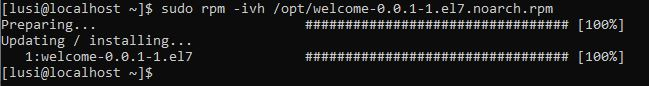 [lusi@localhost ~]$ sudo rpm -ivh /opt/welcome-0.0.1-1.el7.noarch.rpm
Preparing...                          ################################# [100%]
Updating / installing...
   1:welcome-0.0.1-1.el7              ################################# [100%]
[lusi@localhost ~]$